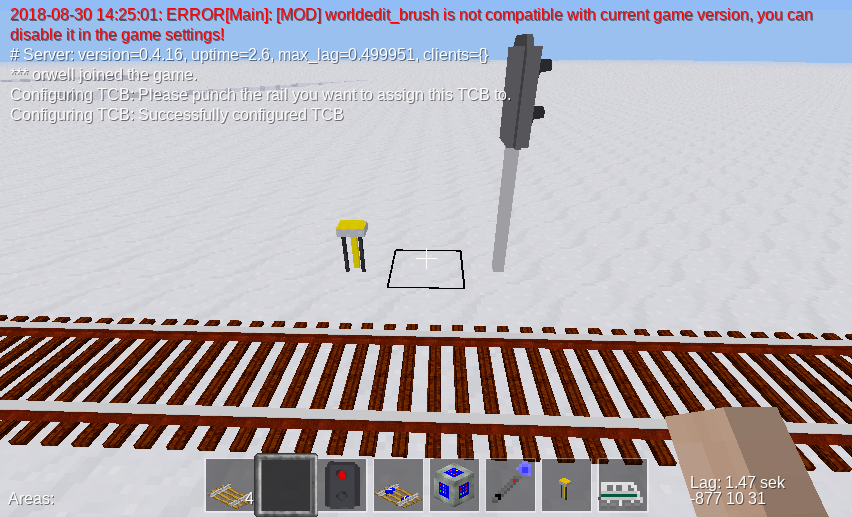 2018-08-30 14:25:01: ERROR[Main]: [MOD] worldedit_brush is not compatible with current game version, you can
disable it in the game settings!
# Server: version=0.4.16, uptime=2.6, max_lag=0.499951, clients={}
*** orwell joined the game.
Configuring TCB: Please punch the rail you want to assign this TCB to.
Configuring TCB: Successfully configured TCB
4
Lag: 1,47 sek
Areas:
-877 10 31